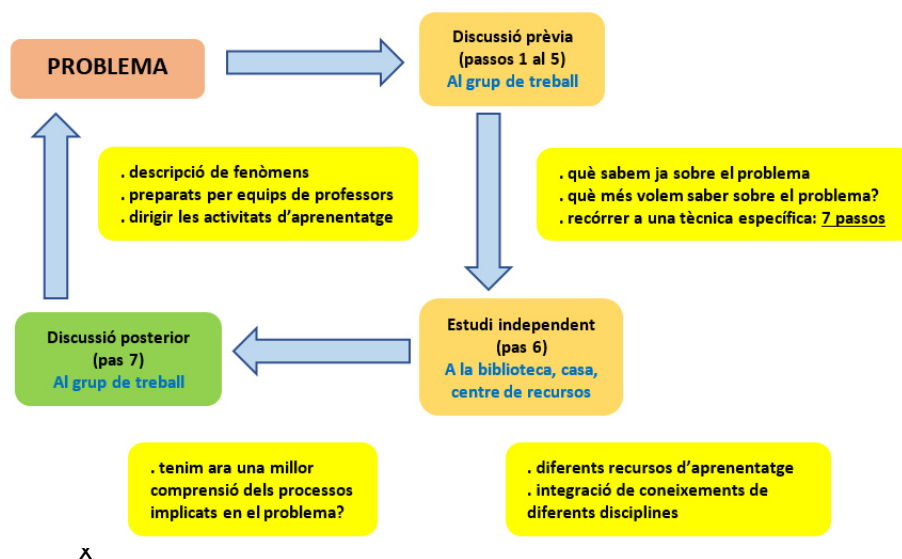 PROBLEMA
Discussió prèvia
(passos 1 al 5)
Al grup de treball
. descripció de fenòmens
. preparats per equips de professors
. dirigir les activitats d'aprenentatge
. què sabem ja sobre el problema
. què més volem saber sobre el problema?
. recórrer a una tècnica específica: 7 passos
Discussió posterior
(pas 7)
Al grup de treball
Estudi independent
(pas 6)
A la biblioteca, casa,
centre de recursos
. tenim ara una millor
comprensió dels processos
implicats en el problema?
. diferents recursos d'aprenentatge
. integració de coneixements de
diferents disciplines